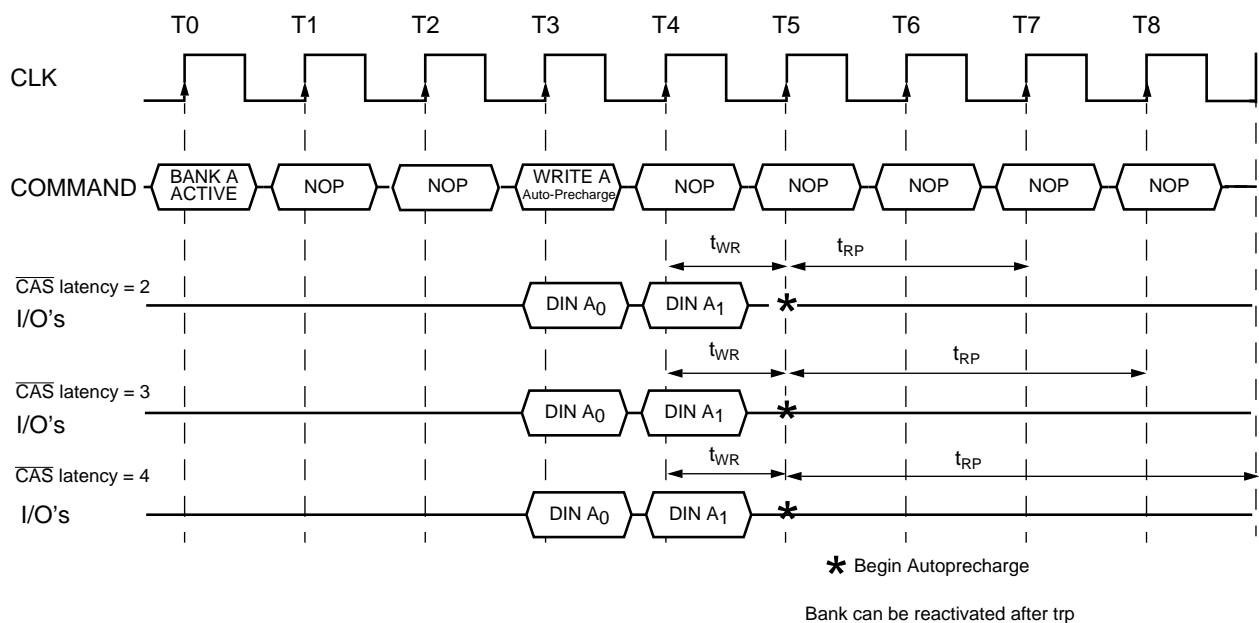 T0 T1 T2 T3 T4 T5 T6 T7 T8
CLK
COMMAND
BANK A
ACTIVE
NOP
NOP
WRITE A
Auto-Precharge
NOP
NOP
NOP
NOP
NOP
tWR
tRP
CAS latency = 2
I/O's
DIN A0
DIN A1
*
tWR
tRP
CAS latency = 3
I/O's
DIN A0
DIN A1
*
tWR
tRP
CAS latency = 4
I/O's
DIN A0
DIN A1
*
* Begin Autoprecharge
Bank can be reactivated after trp